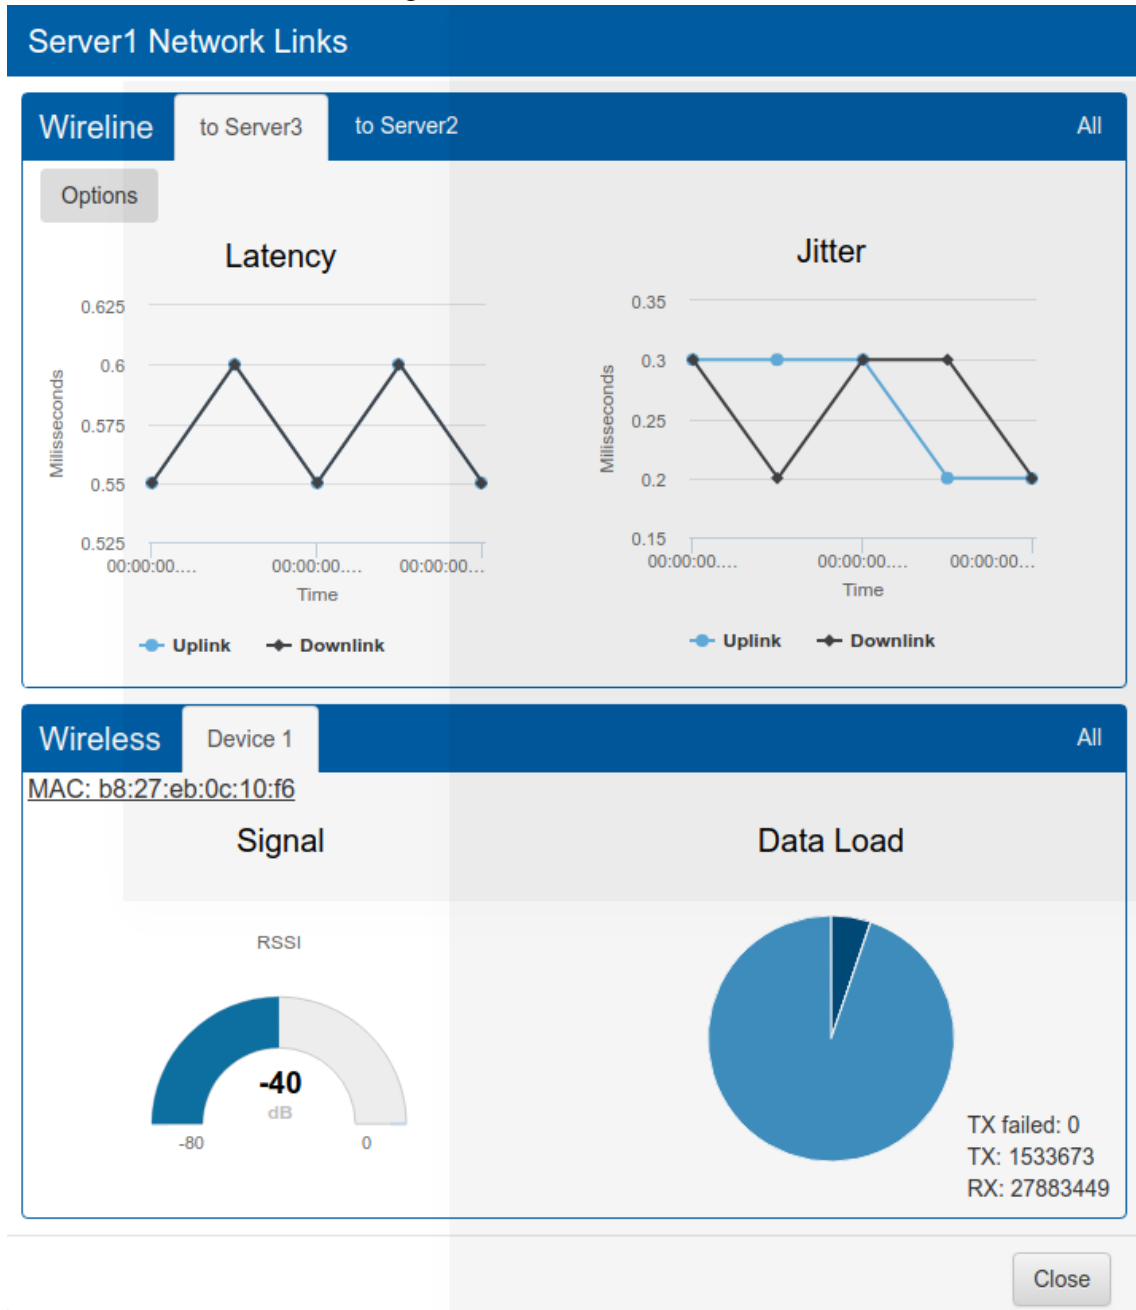 Server1 Network Links
Wireline to Server3 to Server2 All
Options
Latency
0.625
0.6
0.575
0.55
0.525
Milisseconds
00:00:00.... 00:00:00.... 00:00:00...
Time
Uplink Downlink
Jitter
0.35
0.3
0.25
0.2
0.15
Milisseconds
00:00:00.... 00:00:00.... 00:00:00...
Time
Uplink Downlink
Wireless Device 1 All
MAC: b8:27:eb:0c:10:f6
Signal
RSSI
-40
dB
-80 0
Data Load
TX failed: 0
TX: 1533673
RX: 27883449
Close